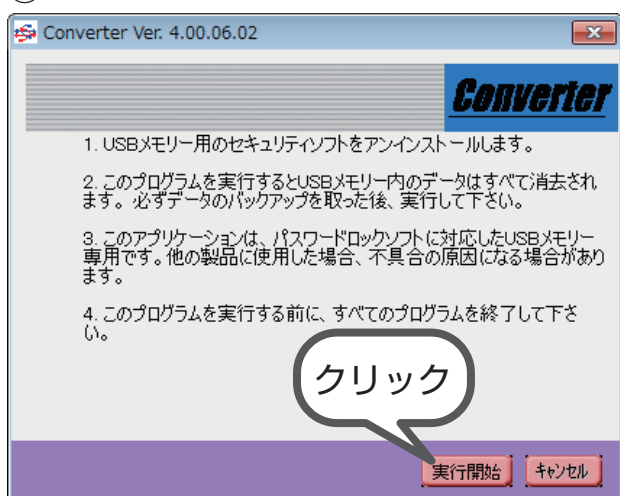 Converter Ver. 4.00.06.02
Converter
1. USBメモリー用のセキュリティソフトをアンインストールします。
2. このプログラムを実行するとUSBメモリー内のデータはすべて消去され
ます。必ずデータのバックアップを取った後、実行して下さい。
3. このアプリケーションは、パスワードロックソフトに対応したUSBメモリー
専用です。他の製品に使用した場合、不具合の原因になる場合があり
ます。
4. このプログラムを実行する前に、すべてのプログラムを終了して下さ
い。
クリック
実行開始 キャンセル